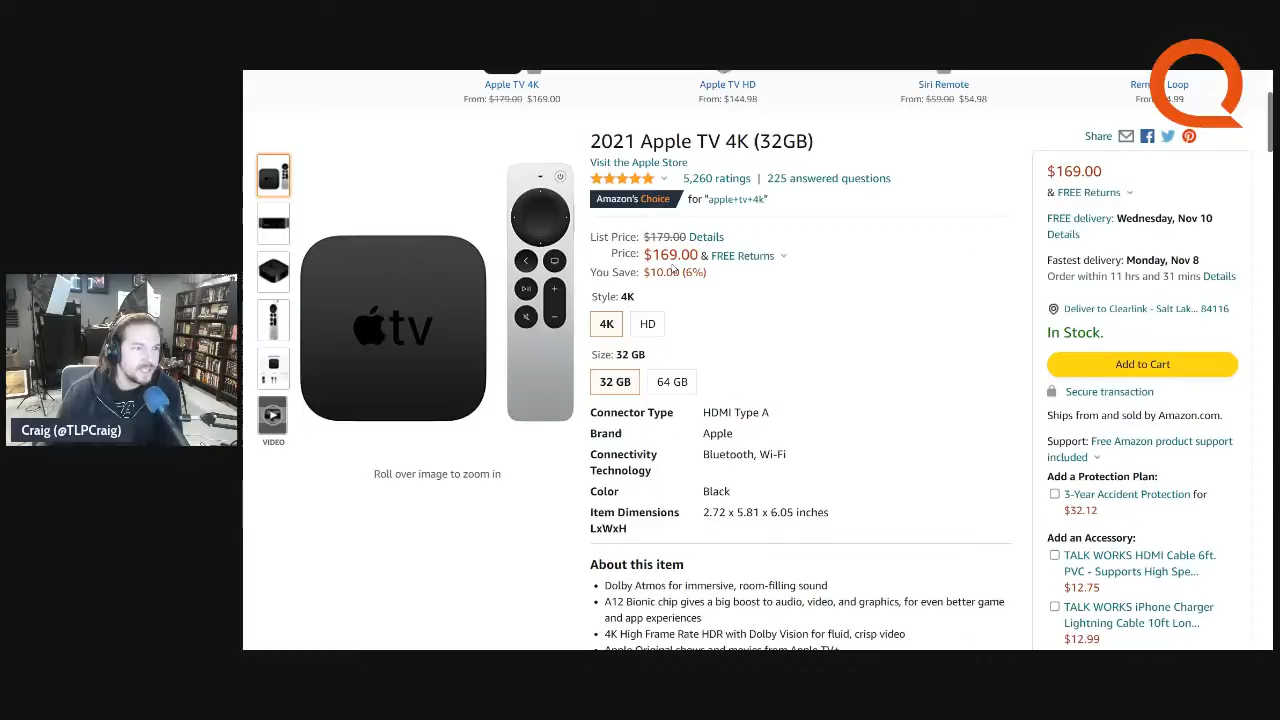 Apple TV 4K
From: $179.00 $169.00
Apple TV HD
From: $144.98
Siri Remote
From: $59.00 $54.98
Loop
2021 Apple TV 4K (32GB)
Visit the Apple Store
5,260 ratings | 225 answered questions
Amazon's Choice for "apple+tv+4k"
List Price: $179.00 Details
Price: $169.00 & FREE Returns
You Save: $10.00 (6%)
Style: 4K
4K HD
Size: 32 GB
32 GB 64 GB
Connector Type HDMI Type A
Brand Apple
Connectivity Technology Bluetooth, Wi-Fi
Color Black
Item Dimensions LxWxH 2.72 x 5.81 x 6.05 inches
About this item
• Dolby Atmos for immersive, room-filling sound
• A12 Bionic chip gives a big boost to audio, video, and graphics, for even better game
and app experiences
• 4K High Frame Rate HDR with Dolby Vision for fluid, crisp video
• Apple Original shows and movies from Apple TV+
tv
VIDEO
Roll over image to zoom in
Craig (@TLPCraig)
Share
$169.00
& FREE Returns
FREE delivery: Wednesday, Nov 10
Details
Fastest delivery: Monday, Nov 8
Order within 11 hrs and 31 mins Details
Deliver to Clearlink - Salt Lak... 84116
In Stock.
Add to Cart
Secure transaction
Ships from and sold by Amazon.com.
Support: Free Amazon product support
included
Add a Protection Plan:
3-Year Accident Protection for
$32.12
Add an Accessory:
TALK WORKS HDMI Cable 6ft.
PVC - Supports High Spe...
$12.75
TALK WORKS iPhone Charger
Lightning Cable 10ft Lon...
$12.99